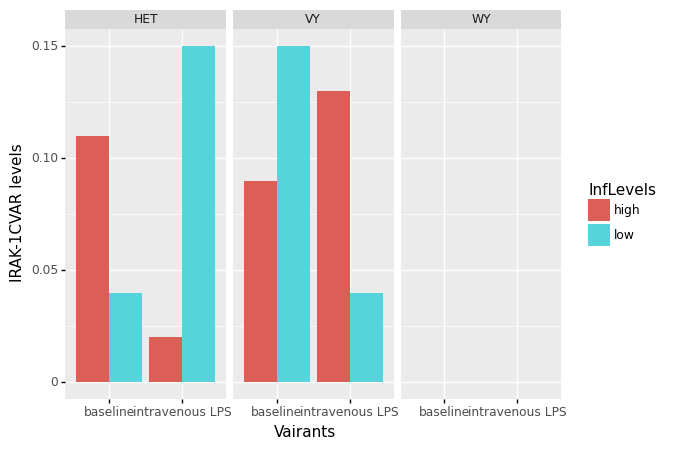 HET VY WY
0.15
0.10
0.05
0
IRAK-1CVAR levels
baseline intravenous LPS baseline intravenous LPS baseline intravenous LPS
Vairants
InfLevels
high
low